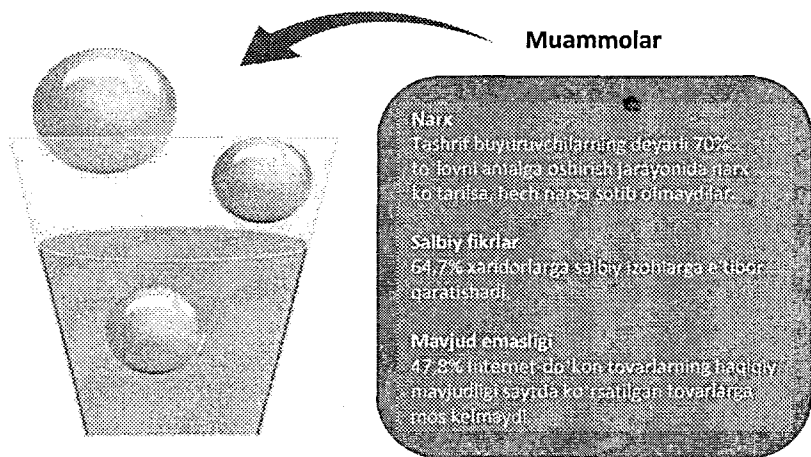 Muammolar
Narx
Tashrif buyuruvchilarning deyarli 70%
to'lovni amalga oshirish jarayonida narx
ko'tarilsa, hech narsa sotib olmaydilar.
Salbiy fikrlar
64,7% xaridorlarga salbiy izohlarga e'tibor
qaratishadi.
Mavjud emasligi
47,8% Internet-do'kon tovarlarning haqiqiy
mavjudligi saytda ko'rsatilgan tovarlarga
mos kelmaydi.